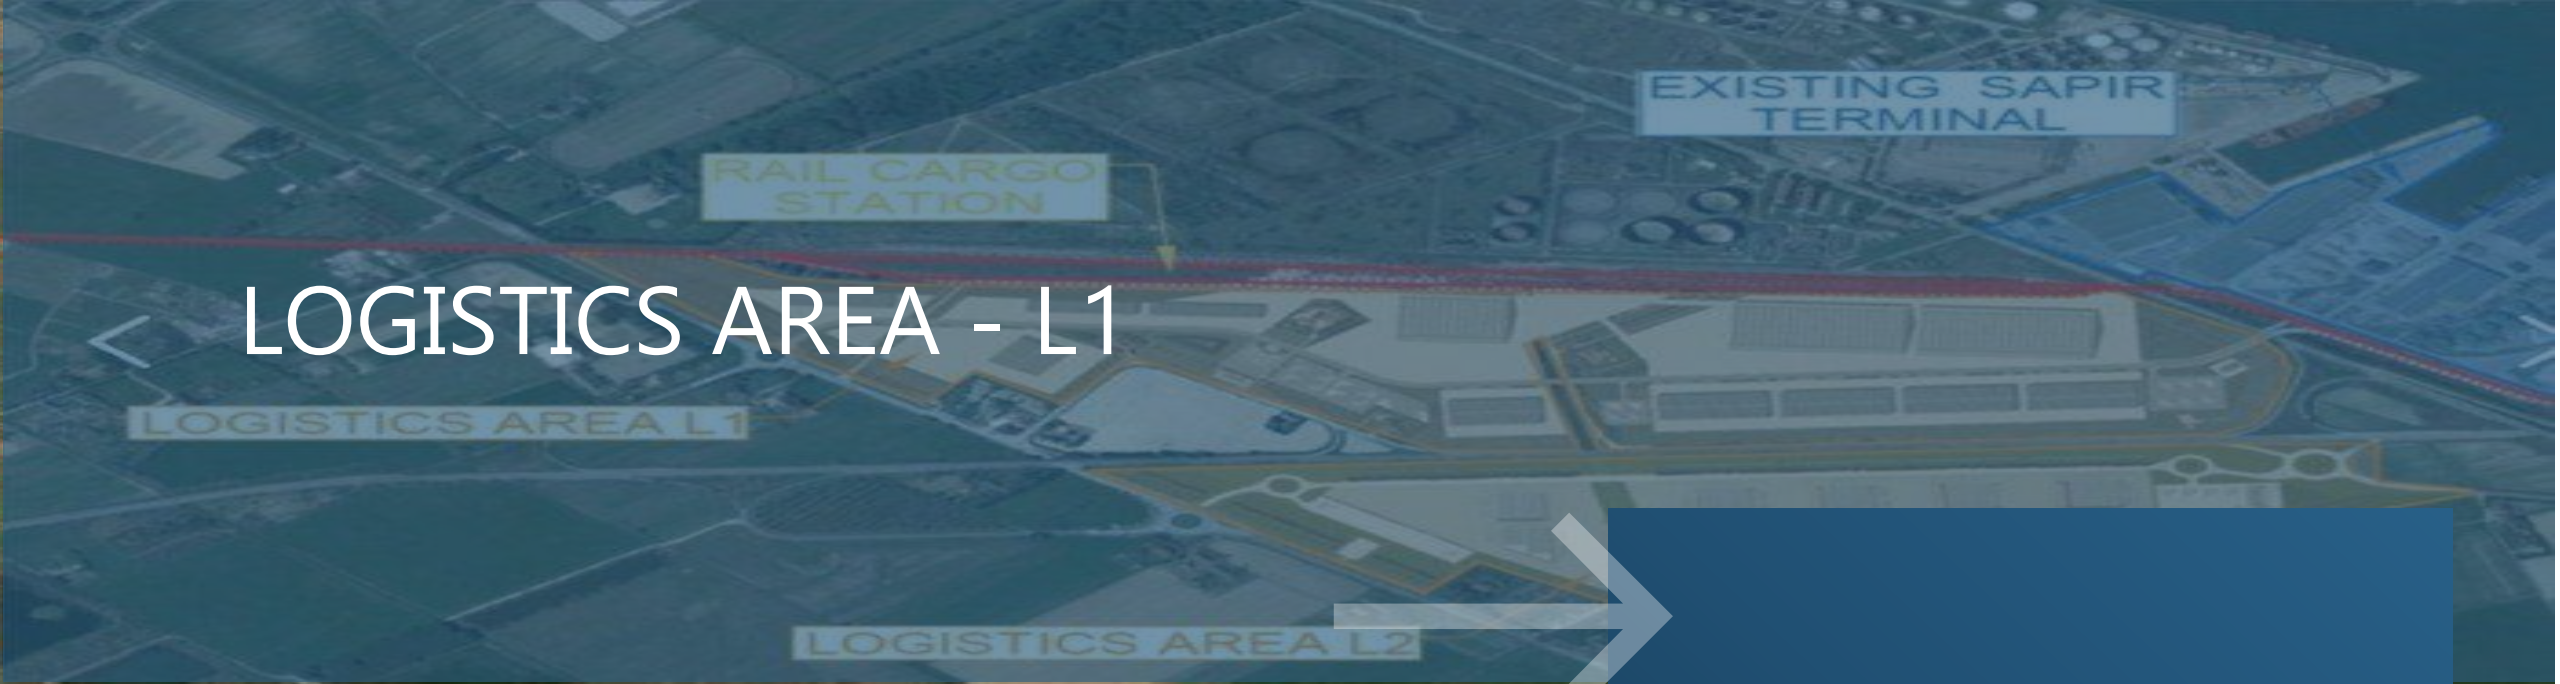 EXISTING SAPIR
TERMINAL
RAIL CARGO
STATION
LOGISTICS AREA - L1
LOGISTICS AREA L1
LOGISTICS AREA L2